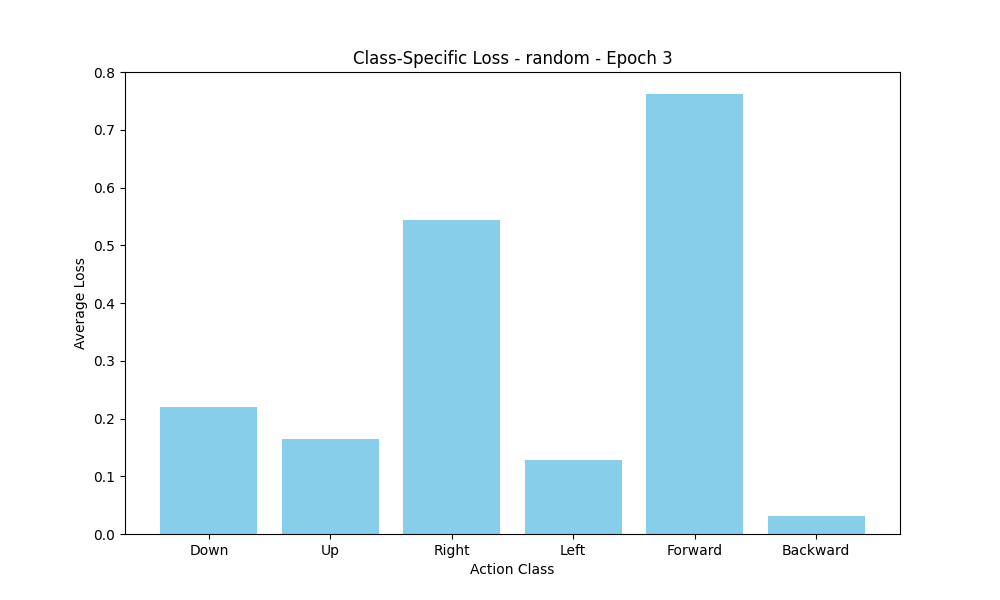 Class-Specific Loss - random - Epoch 3
0.8
0.7
0.6
0.5
0.4
0.3
0.2
0.1
0.0
Average Loss
Down Up Right Left Forward Backward
Action Class